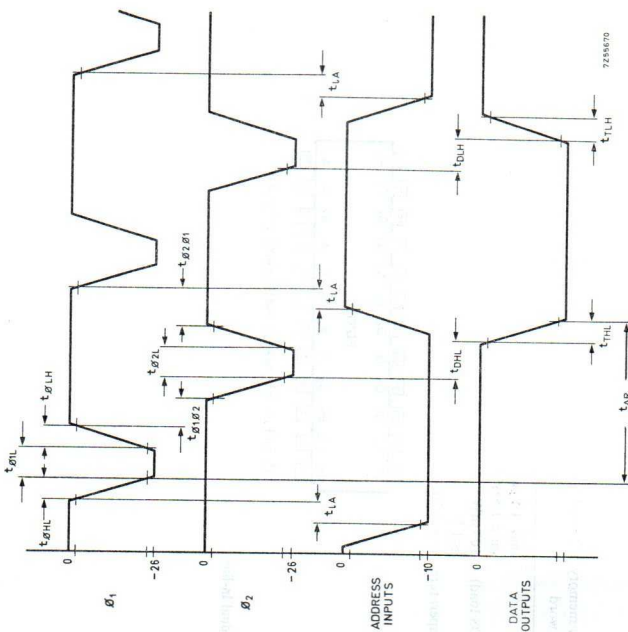 Ø1
0
-26
tØHL
tØ1L
tØLH
Ø2
0
-26
tØ1Ø2
tØ2L
tØ2Ø1
ADDRESS
INPUTS
0
-10
tLA
tLA
tLA
DATA
OUTPUTS
0
tDHL
tDLH
tTHL
tTLH
tAR
7Z55670